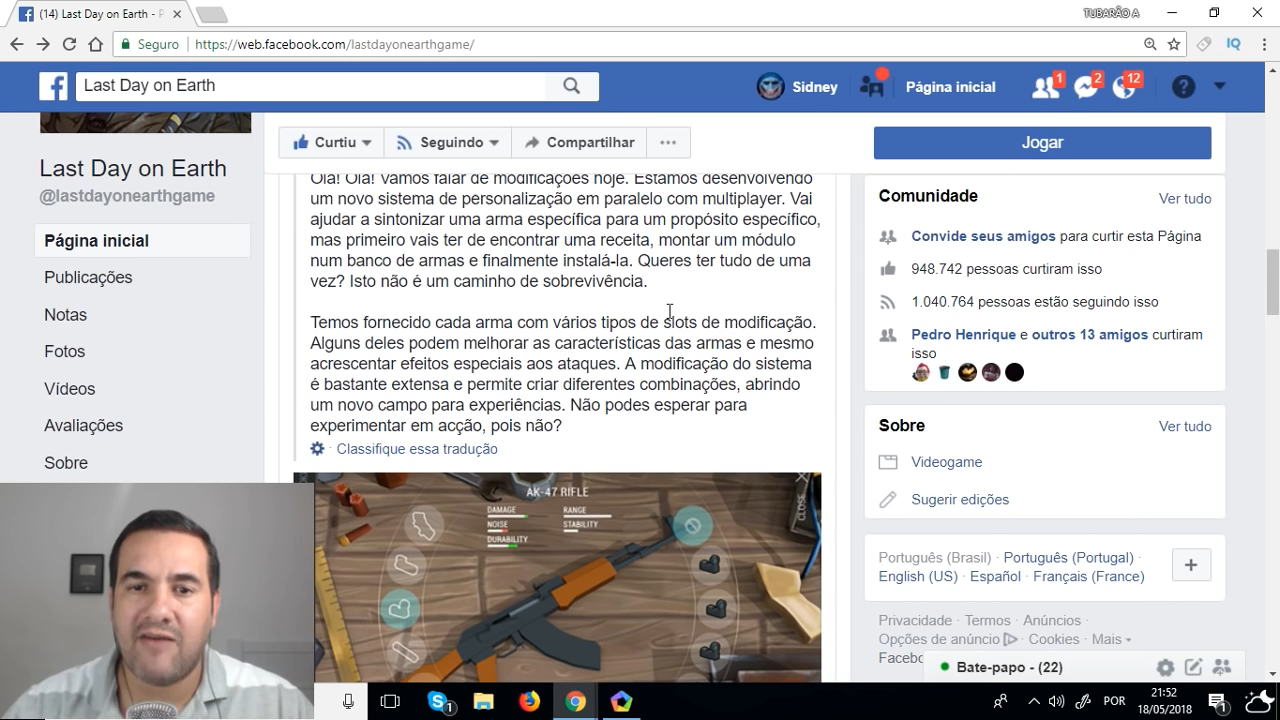 (14) Last Day on Earth - P
TUBARÃO A
Seguro
https://web.facebook.com/lastdayonearthgame/
Last Day on Earth
Sidney
Página inicial
1
2
12
Last Day on Earth
@lastdayonearthgame
Página inicial
Publicações
Notas
Fotos
Vídeos
Avaliações
Sobre
Curtiu
Seguindo
Compartilhar
Jogar
Olá! Olá! Vamos falar de modificações hoje. Estamos desenvolvendo
um novo sistema de personalização em paralelo com multiplayer. Vai
ajudar a sintonizar uma arma específica para um propósito específico,
mas primeiro vais ter de encontrar uma receita, montar um módulo
num banco de armas e finalmente instalá-la. Queres ter tudo de uma
vez? Isto não é um caminho de sobrevivência.
Temos fornecido cada arma com vários tipos de slots de modificação.
Alguns deles podem melhorar as características das armas e mesmo
acrescentar efeitos especiais aos ataques. A modificação do sistema
é bastante extensa e permite criar diferentes combinações, abrindo
um novo campo para experiências. Não podes esperar para
experimentar em acção, pois não?
Classifique essa tradução
AK-47 RIFLE
DAMAGE
RANGE
NOISE
STABILITY
DURABILITY
CLOSE
Comunidade
Ver tudo
Convide seus amigos para curtir esta Página
948.742 pessoas curtiram isso
1.040.764 pessoas estão seguindo isso
Pedro Henrique e outros 13 amigos curtiram
isso
Sobre
Ver tudo
Videogame
Sugerir edições
Português (Brasil) · Português (Portugal) ·
English (US) · Español · Français (France)
Privacidade · Termos · Anúncios ·
Opções de anúncio · Cookies · Mais
Faceboo
Bate-papo - (22)
1
POR
21:52
18/05/2018
1